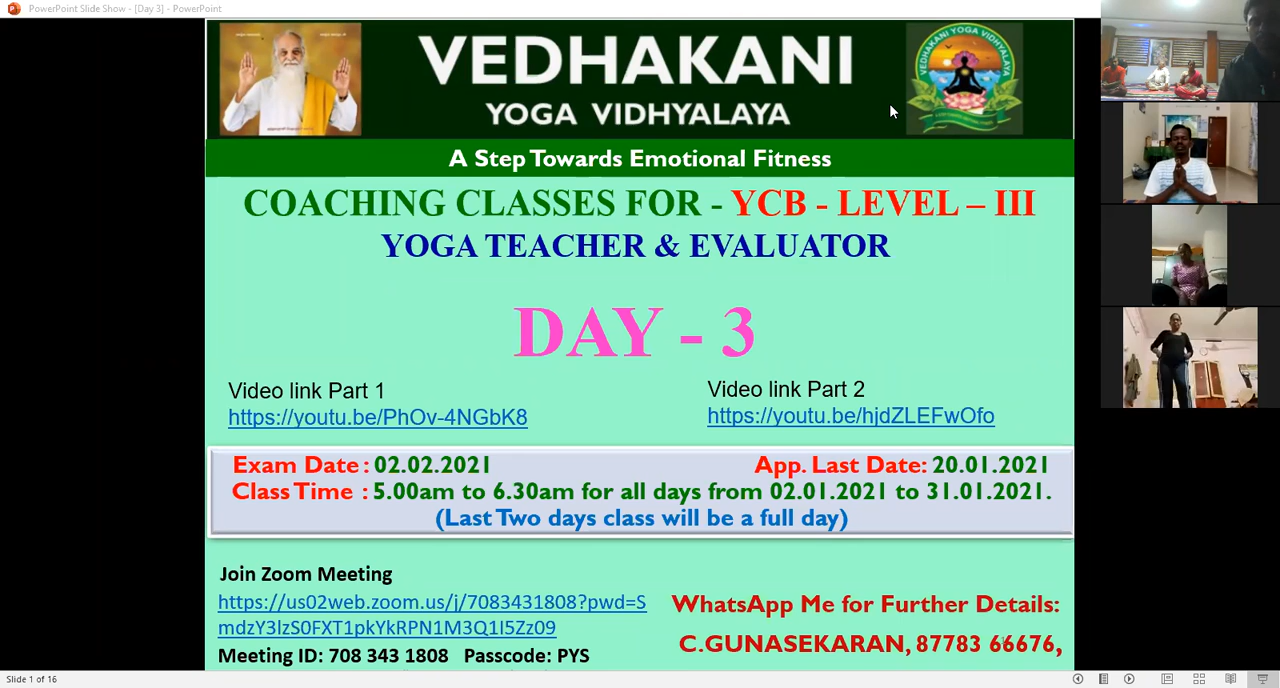 PowerPoint Slide Show - [Day 3] - PowerPoint
VEDHAKANI
YOGA VIDHYALAYA
VEDHAKANI YOGA VIDHYALAYA
A Step Towards Emotional Fitness
COACHING CLASSES FOR - YCB - LEVEL – III
YOGA TEACHER & EVALUATOR
DAY - 3
Video link Part 1
https://youtu.be/PhOv-4NGbK8
Video link Part 2
https://youtu.be/hjdZLEFwOfo
Exam Date : 02.02.2021
App. Last Date: 20.01.2021
Class Time : 5.00am to 6.30am for all days from 02.01.2021 to 31.01.2021.
(Last Two days class will be a full day)
Join Zoom Meeting
https://us02web.zoom.us/j/7083431808?pwd=S
mdzY3IzS0FXT1pkYkRPN1M3Q1I5Zz09
Meeting ID: 708 343 1808 Passcode: PYS
WhatsApp Me for Further Details:
C.GUNASEKARAN, 87783 66676,
Slide 1 of 16